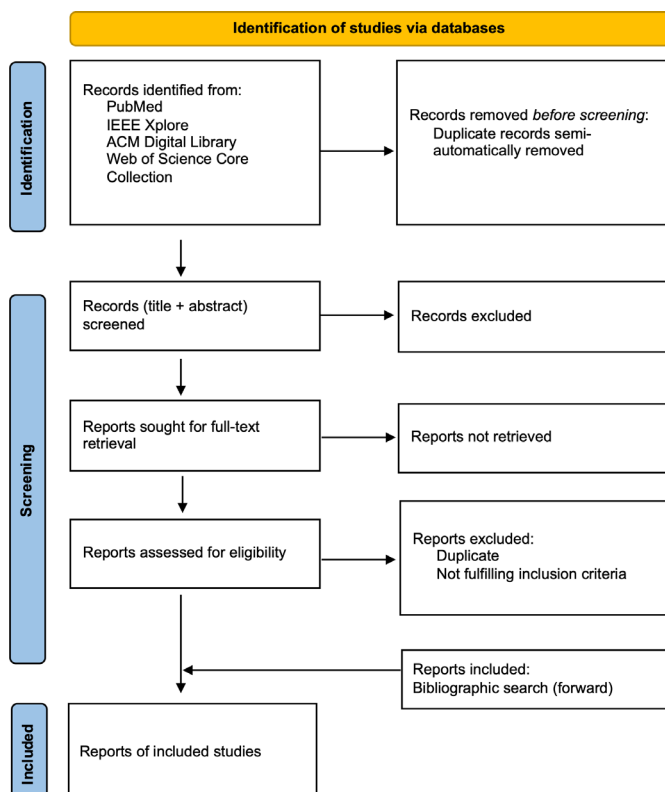 Identification of studies via databases
Identification
Records identified from:
PubMed
IEEE Xplore
ACM Digital Library
Web of Science Core
Collection
Records removed before screening:
Duplicate records semi-
automatically removed
Screening
Records (title + abstract)
screened
Records excluded
Reports sought for full-text
retrieval
Reports not retrieved
Reports assessed for eligibility
Reports excluded:
Duplicate
Not fulfilling inclusion criteria
Reports included:
Bibliographic search (forward)
Included
Reports of included studies